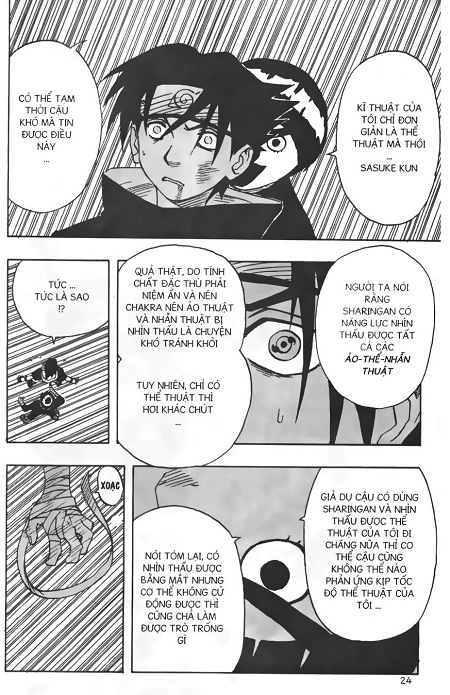 KĨ THUẬT CỦA
TÔI CHỈ ĐƠN
GIẢN LÀ THỂ
THUẬT MÀ THÔI
...
SASUKE KUN
CÓ THỂ TẠM
THỜI CẬU
KHÓ MÀ TIN
ĐƯỢC ĐIỀU
NÀY
...
NGƯỜI TA NÓI
RẰNG
SHARINGAN CÓ
NĂNG LỰC NHÌN
THẤU ĐƯỢC TẤT
CẢ CÁC
ẢO-THỂ-NHẪN
THUẬT
QUẢ THẬT, DO TÍNH
CHẤT ĐẶC THÙ PHẢI
NIỆM ẤN VÀ NÉN
CHAKRA NÊN ẢO THUẬT
VÀ NHẪN THUẬT BỊ
NHÌN THẤU LÀ CHUYỆN
KHÓ TRÁNH KHỎI
TUY NHIÊN, CHỈ CÓ
THỂ THUẬT THÌ
HƠI KHÁC CHÚT
...
TỨC ...
TỨC LÀ SAO
!?
GIẢ DỤ CẬU CÓ DÙNG
SHARINGAN VÀ NHÌN
THẤU ĐƯỢC THỂ
THUẬT CỦA TÔI ĐI
CHĂNG NỮA THÌ CƠ
THỂ CẬU CŨNG
KHÔNG THỂ NÀO
PHẢN ỨNG KỊP TỐC
ĐỘ THỂ THUẬT CỦA
TÔI ...
NÓI TÓM LẠI, CÓ
NHÌN THẤU ĐƯỢC
BẰNG MẮT NHƯNG
CƠ THỂ KHÔNG CỬ
ĐỘNG ĐƯỢC THÌ
CŨNG CHẢ LÀM
ĐƯỢC TRÒ TRỐNG
GÌ
XOẠC
24